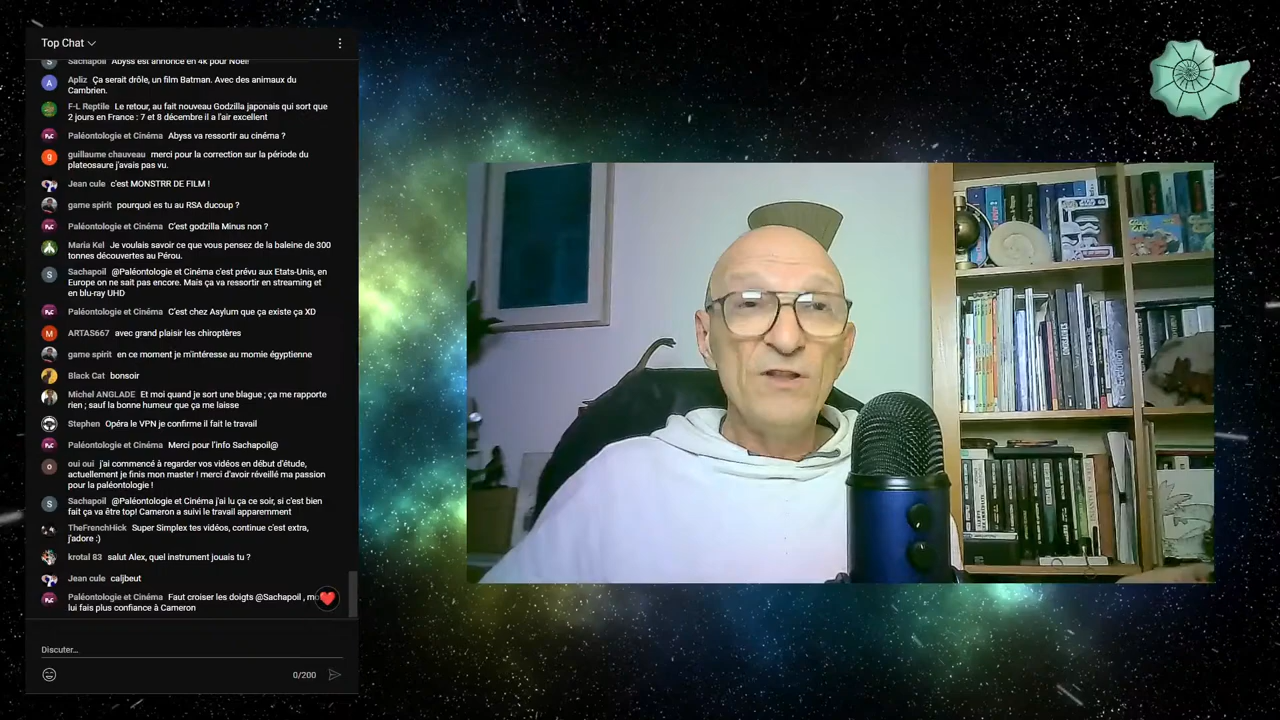 Top Chat
Sachapoil Abyss est annoncé en 4k pour Noël!
Apliz Ça serait drôle, un film Batman. Avec des animaux du
Cambrien.
F-L Reptile Le retour, au fait nouveau Godzilla japonais qui sort que
2 jours en France : 7 et 8 décembre il a l'air excellent
Paléontologie et Cinéma Abyss va ressortir au cinéma ?
guillaume chauveau merci pour la correction sur la période du
plateosaure j'avais pas vu.
Jean cule c'est MONSTRR DE FILM !
game spirit pourquoi es tu au RSA ducoup ?
Paléontologie et Cinéma C'est godzilla Minus non ?
Maria Kel Je voulais savoir ce que vous pensez de la baleine de 300
tonnes découvertes au Pérou.
Sachapoil @Paléontologie et Cinéma c'est prévu aux Etats-Unis, en
Europe on ne sait pas encore. Mais ça va ressortir en streaming et
en blu-ray UHD
Paléontologie et Cinéma C'est chez Asylum que ça existe ça XD
ARTAS667 avec grand plaisir les chiroptères
game spirit en ce moment je m'intéresse au momie égyptienne
Black Cat bonsoir
Michel ANGLADE Et moi quand je sort une blague ; ça me rapporte
rien ; sauf la bonne humeur que ça me laisse
Stephen Opéra le VPN je confirme il fait le travail
Paléontologie et Cinéma Merci pour l'info Sachapoil@
oui oui j'ai commencé à regarder vos vidéos en début d'étude,
actuellement je finis mon master ! merci d'avoir réveillé ma passion
pour la paléontologie !
Sachapoil @Paléontologie et Cinéma j'ai lu ça ce soir, si c'est bien
fait ça va être top! Cameron a suivi le travail apparemment
TheFrenchHick Super Simplex tes vidéos, continue c'est extra,
j'adore :)
krotal 83 salut Alex, quel instrument jouais tu ?
Jean cule caljbeut
Paléontologie et Cinéma Faut croiser les doigts @Sachapoil ,
lui fais plus confiance à Cameron
Discuter...
0/200